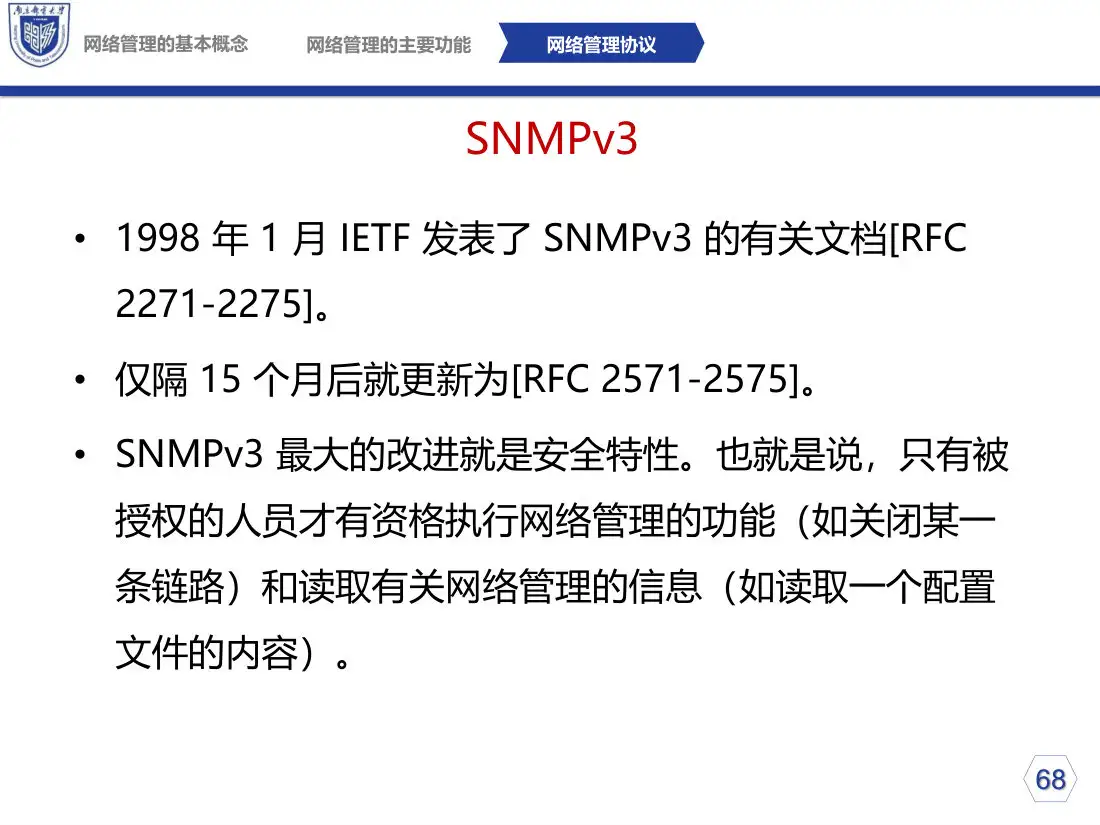 南京邮电大学
网络管理的基本概念
网络管理的主要功能
网络管理协议
SNMPv3
• 1998 年 1 月 IETF 发表了 SNMPv3 的有关文档[RFC
2271-2275]。
• 仅隔 15 个月后就更新为[RFC 2571-2575]。
• SNMPv3 最大的改进就是安全特性。也就是说，只有被
授权的人员才有资格执行网络管理的功能（如关闭某一
条链路）和读取有关网络管理的信息（如读取一个配置
文件的内容）。
68